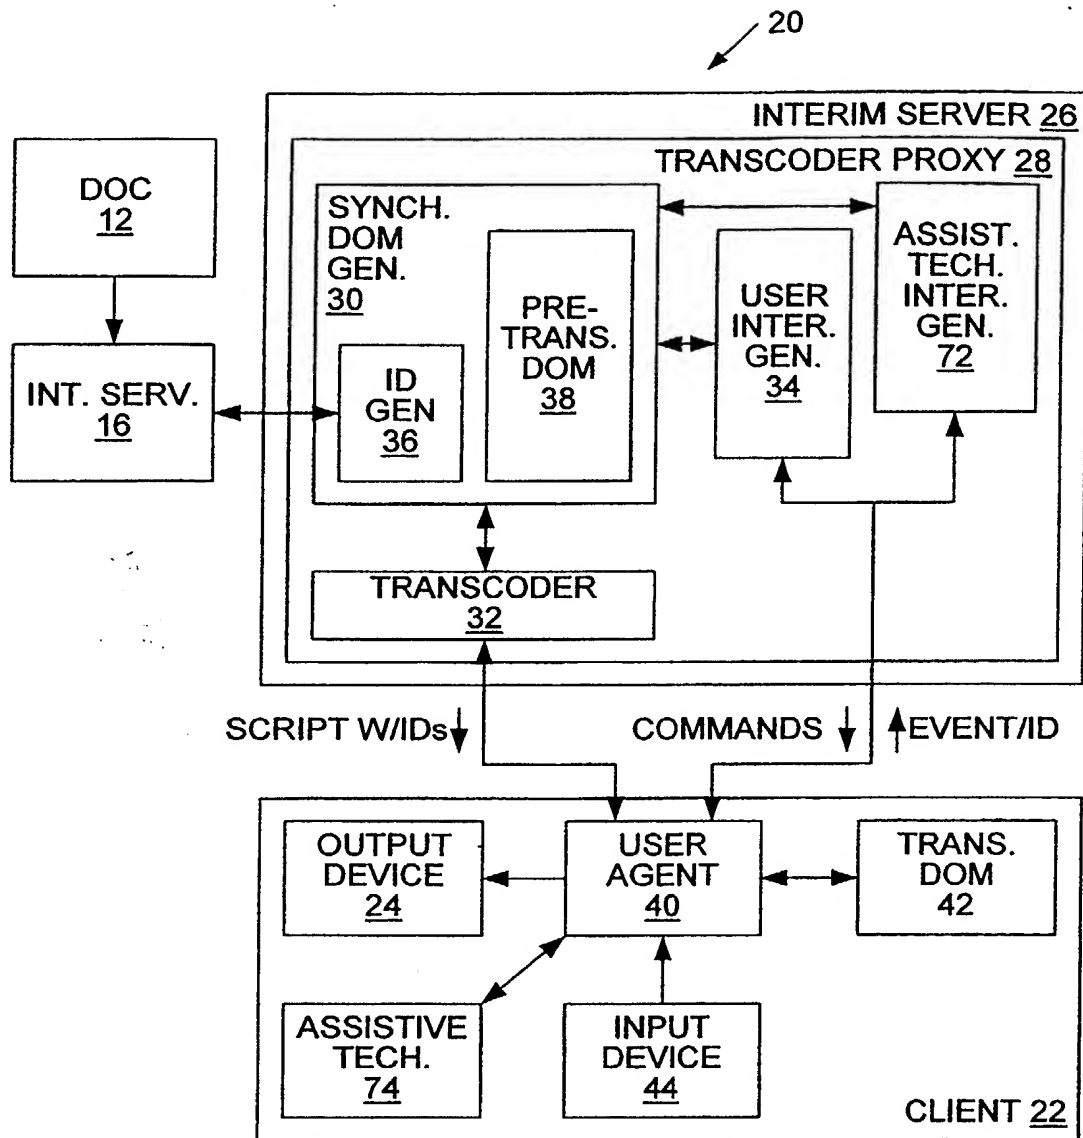 20
INTERIM SERVER 26
TRANSCODER PROXY 28
DOC
12
INT. SERV.
16
SYNCH.
DOM
GEN.
30
ID
GEN
36
PRE-
TRANS.
DOM
38
USER
INTER.
GEN.
34
ASSIST.
TECH.
INTER.
GEN.
72
TRANSCODER
32
SCRIPT W/IDs
COMMANDS
EVENT/ID
OUTPUT
DEVICE
24
USER
AGENT
40
TRANS.
DOM
42
ASSISTIVE
TECH.
74
INPUT
DEVICE
44
CLIENT 22